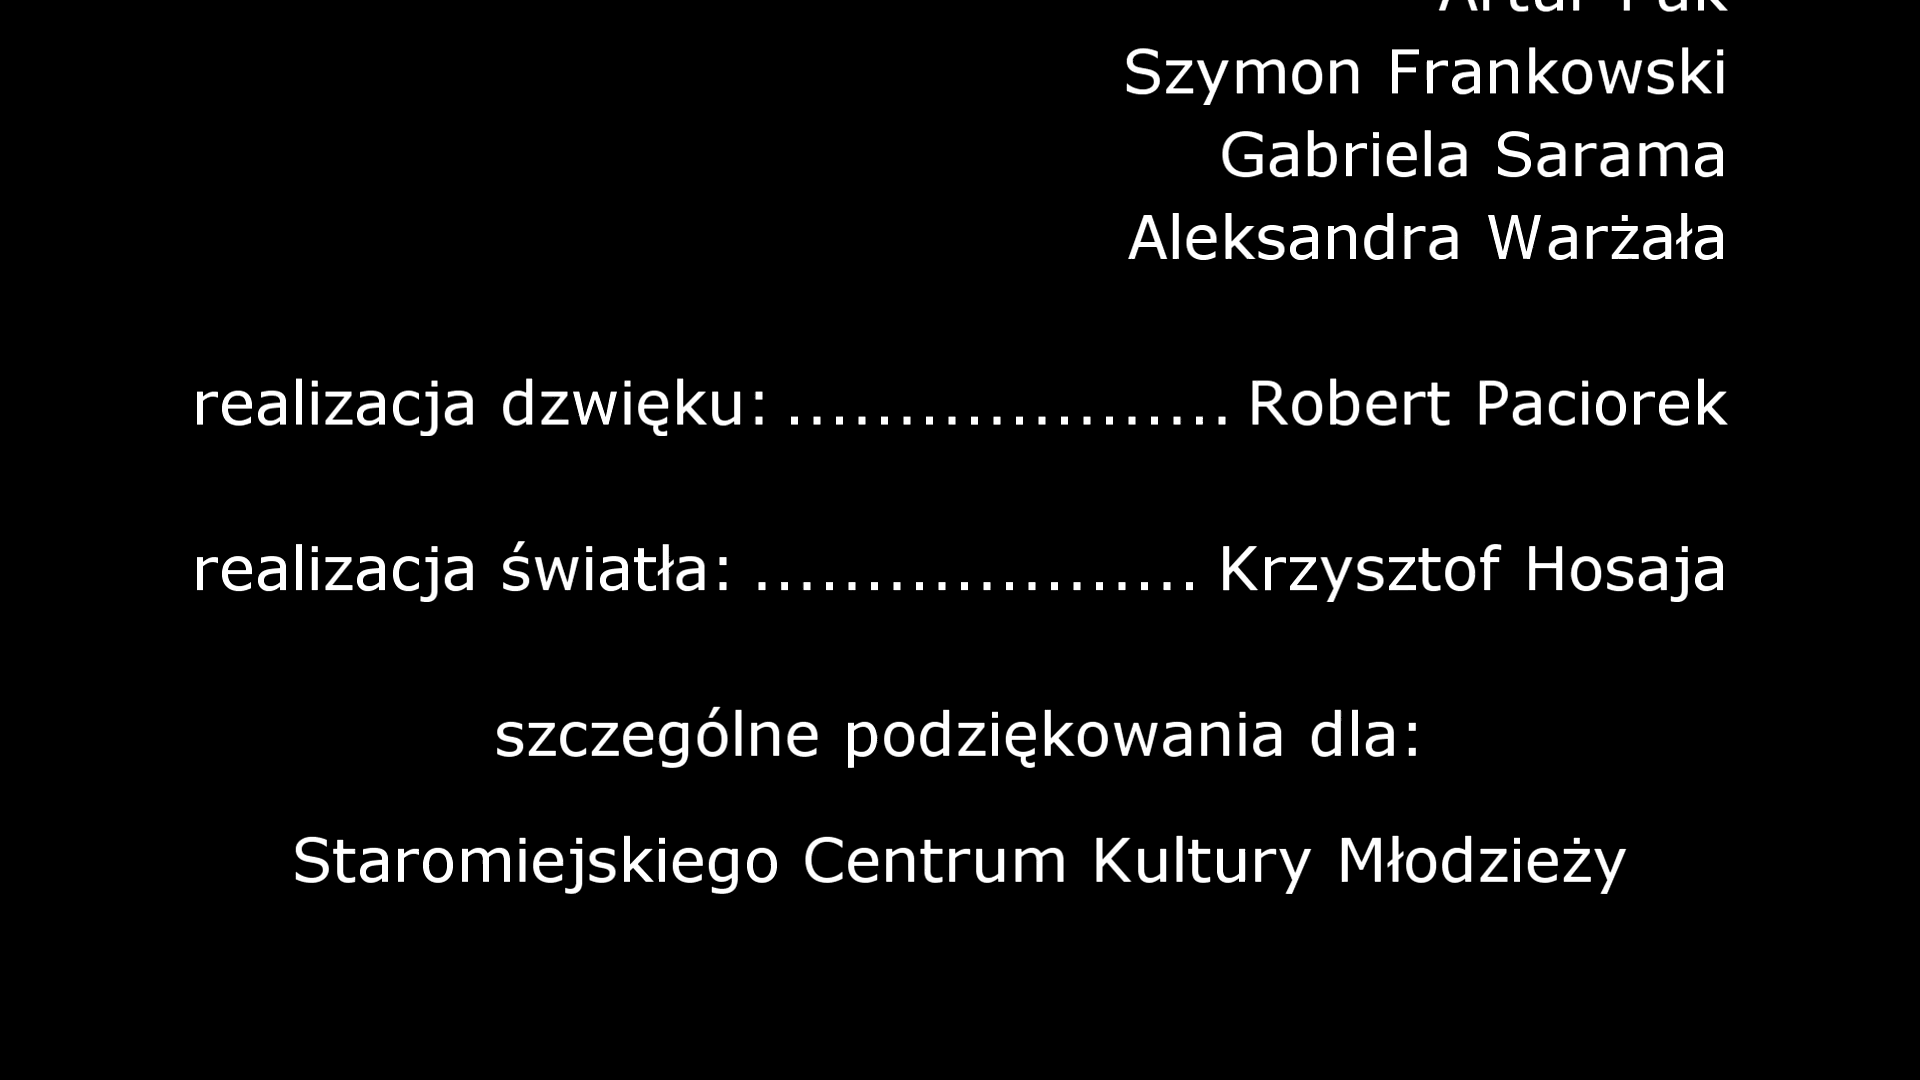 Artur
Szymon Frankowski
Gabriela Sarama
Aleksandra Warżała
realizacja dzwięku: .................... Robert Paciorek
realizacja światła: .................... Krzysztof Hosaja
szczególne podziękowania dla:
Staromiejskiego Centrum Kultury Młodzieży